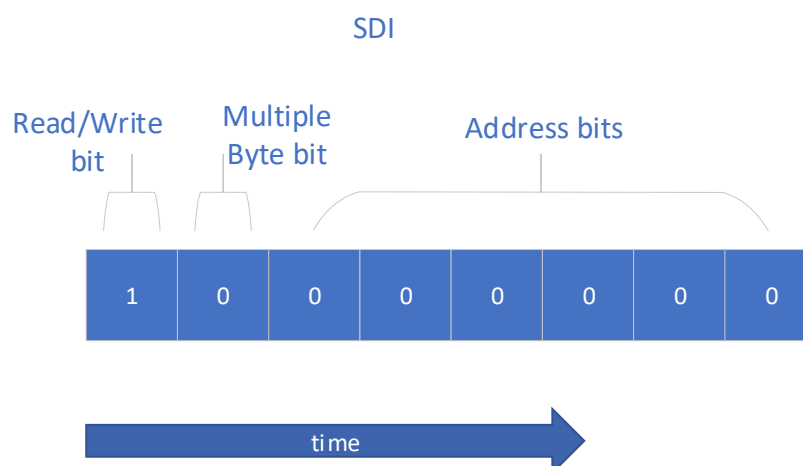 SDI
Read/Write
bit
Multiple
Byte bit
Address bits
1 0 0 0 0 0 0 0
time